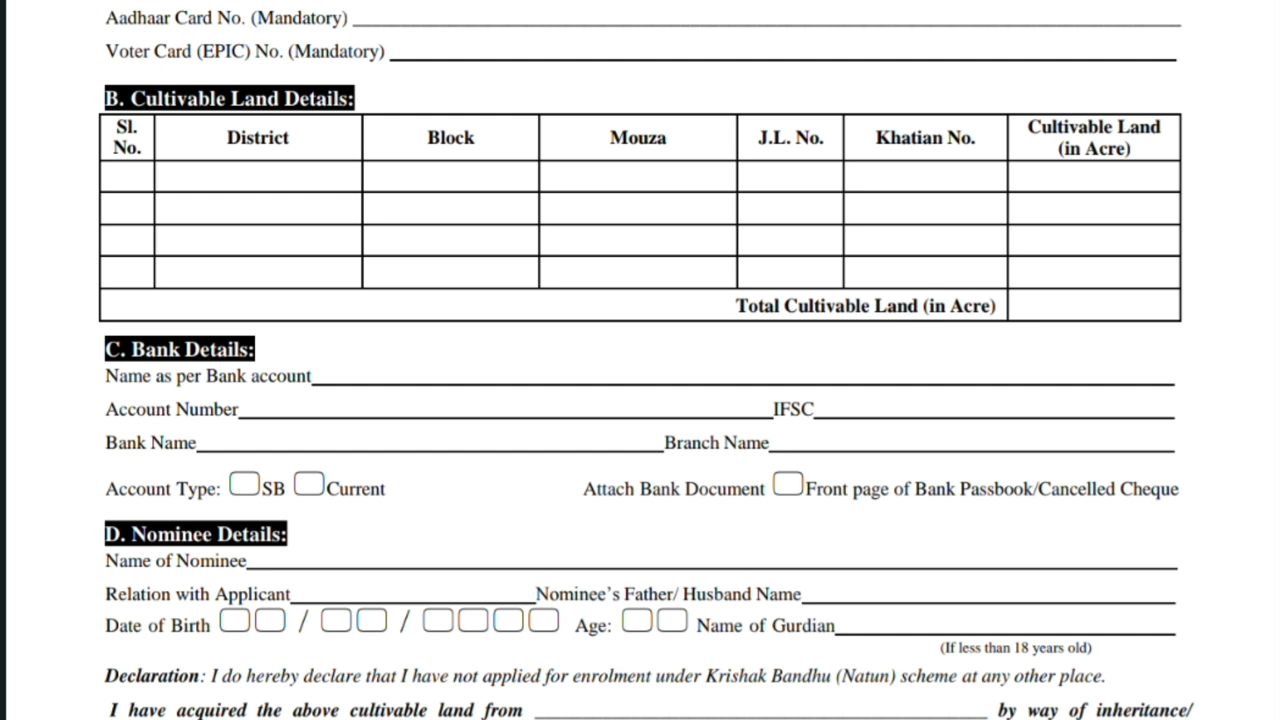 Aadhaar Card No. (Mandatory)
Voter Card (EPIC) No. (Mandatory)
B. Cultivable Land Details:
Sl. No. District Block Mouza J.L. No. Khatian No. Cultivable Land (in Acre)
Total Cultivable Land (in Acre)
C. Bank Details:
Name as per Bank account
Account Number IFSC
Bank Name Branch Name
Account Type: SB Current Attach Bank Document Front page of Bank Passbook/Cancelled Cheque
D. Nominee Details:
Name of Nominee
Relation with Applicant Nominee's Father/ Husband Name
Date of Birth / / Age: Name of Gurdian
(If less than 18 years old)
Declaration: I do hereby declare that I have not applied for enrolment under Krishak Bandhu (Natun) scheme at any other place.
I have acquired the above cultivable land from by way of inheritance/